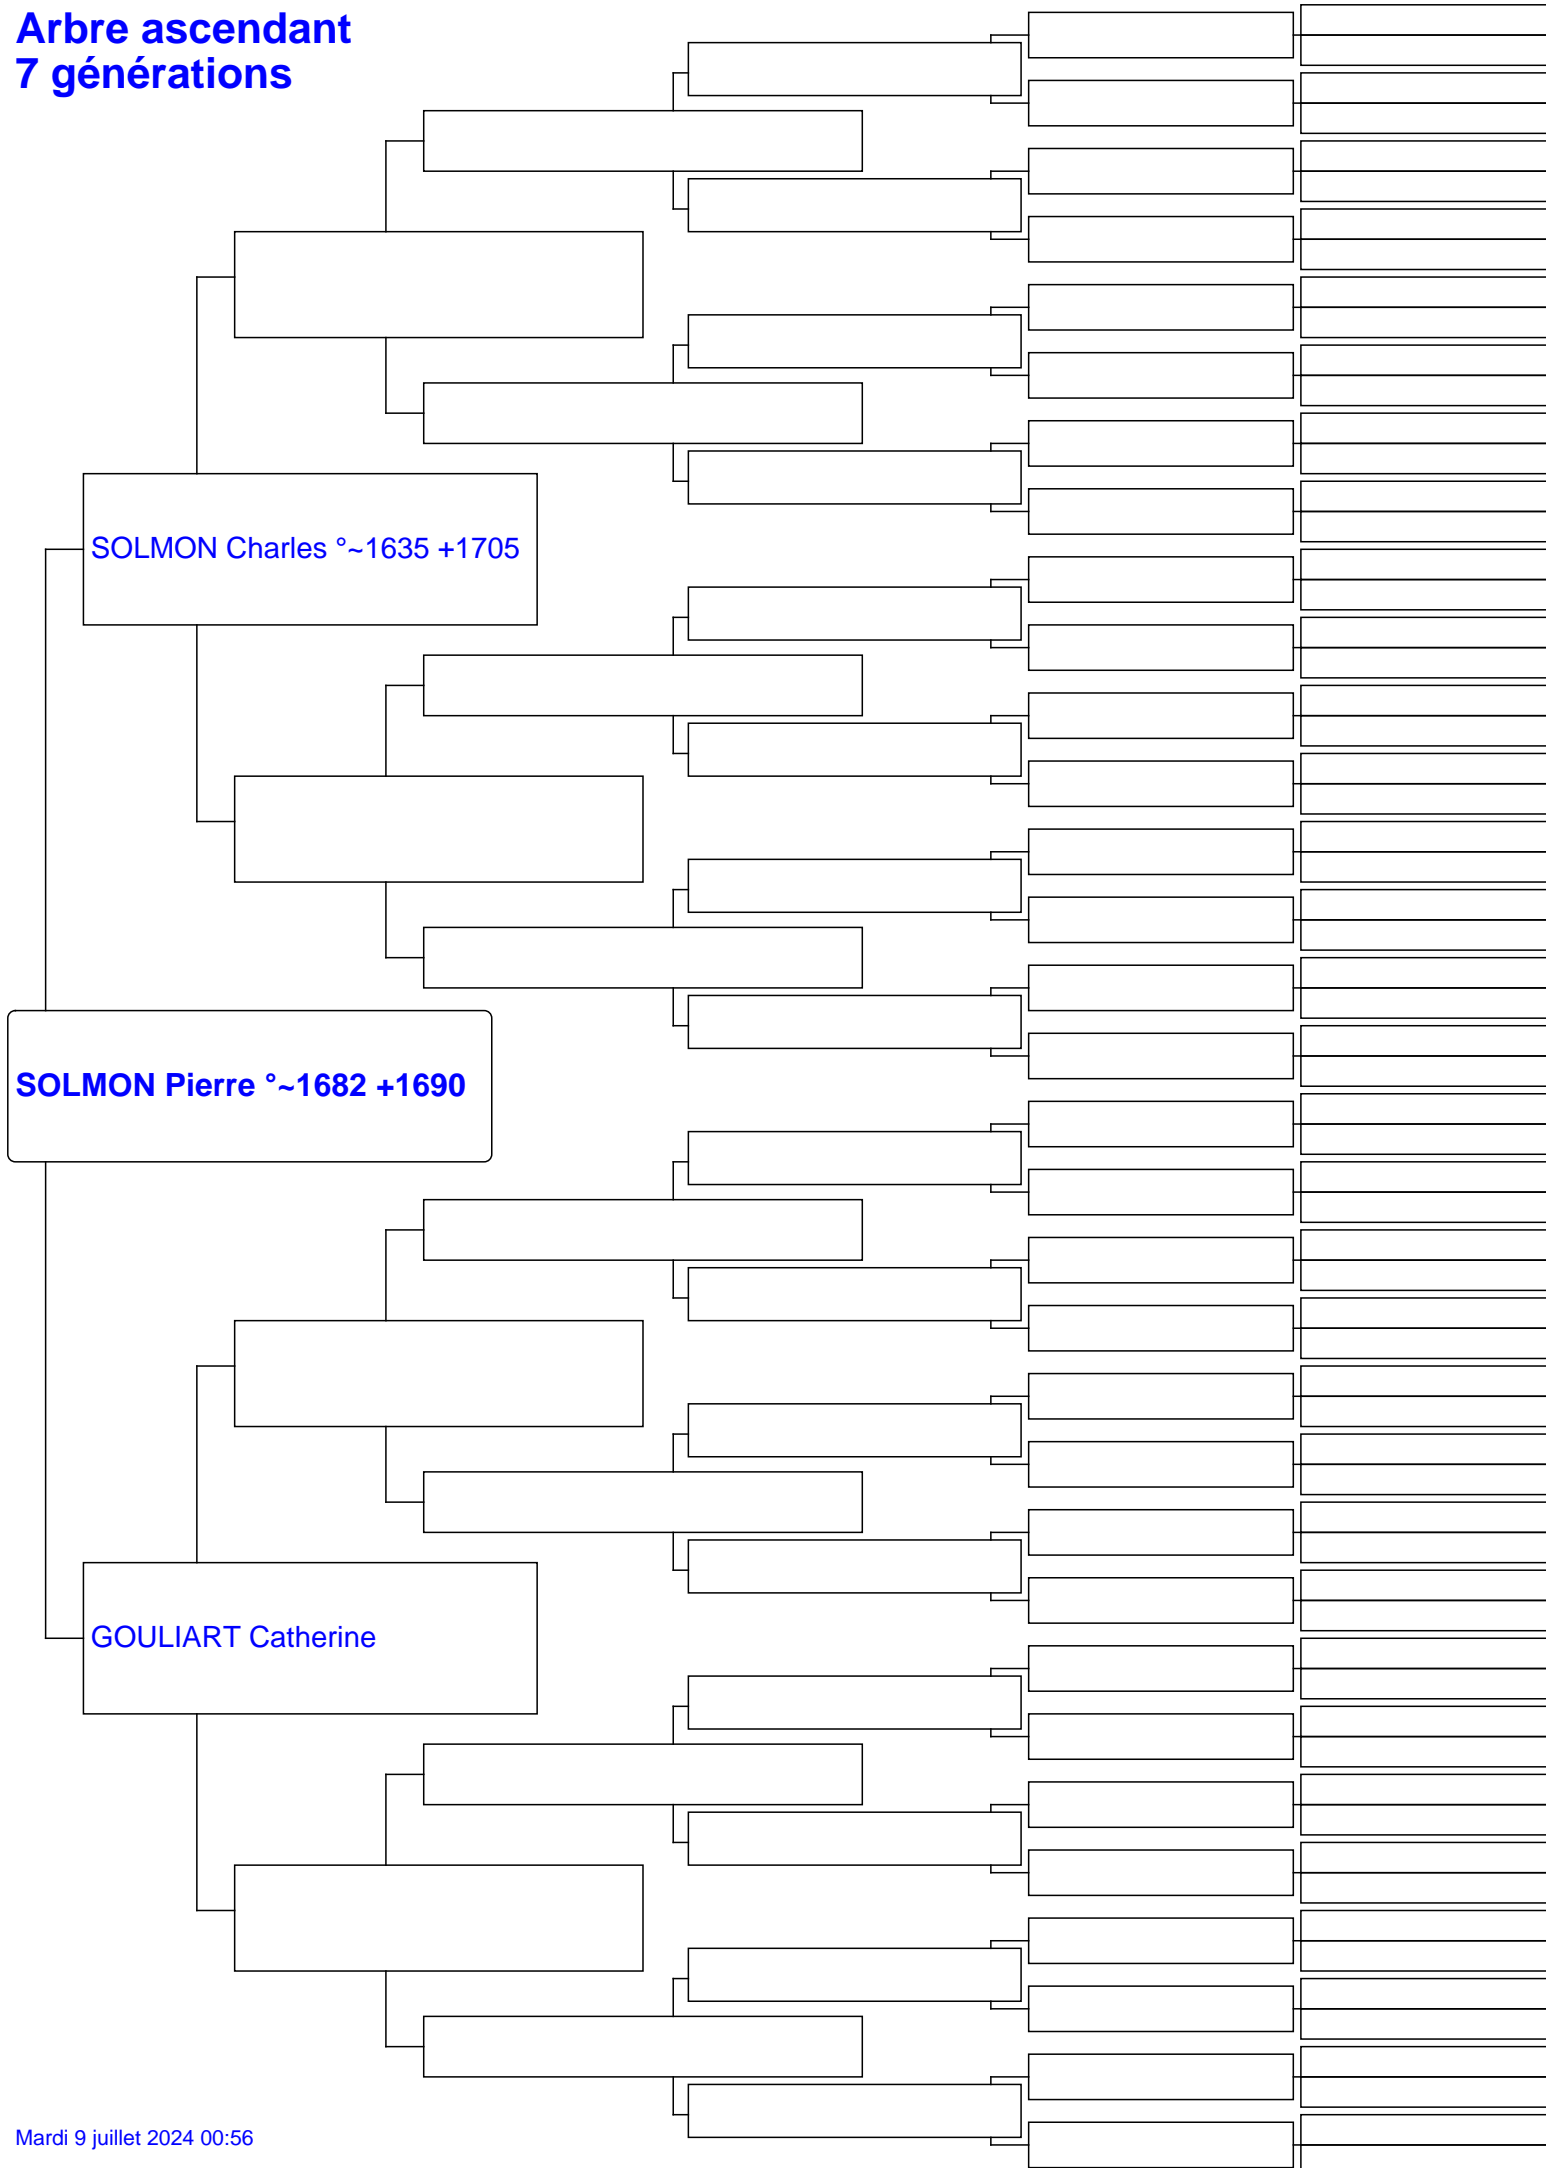 Arbre ascendant
7 générations
SOLMON Charles °~1635 +1705
SOLMON Pierre °~1682 +1690
GOULIART Catherine
Mardi 9 juillet 2024 00:56